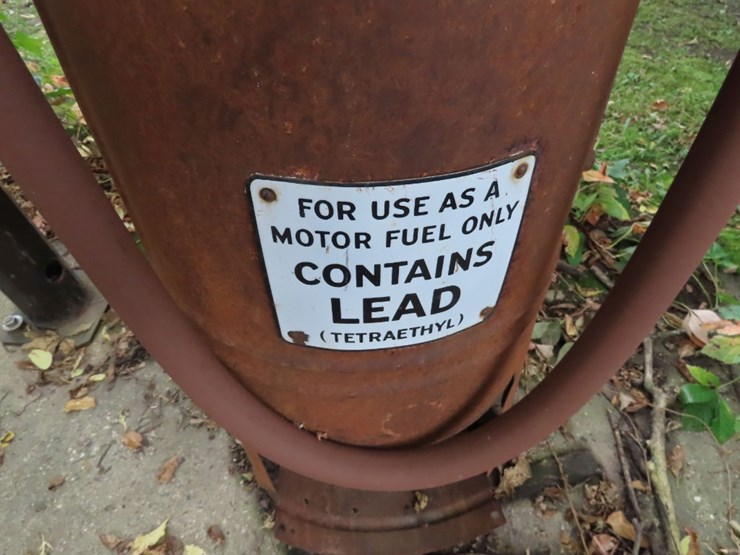 FOR USE AS A
MOTOR FUEL ONLY
CONTAINS
LEAD
(TETRAETHYL)